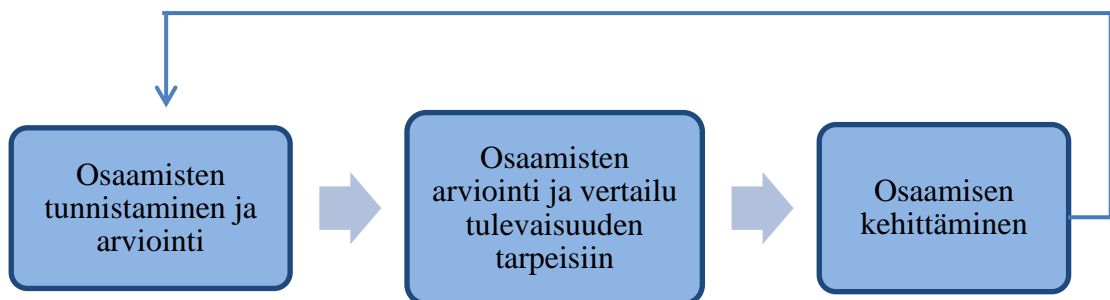 Osaamisten
tunnistaminen ja
arviointi
Osaamisten
arviointi ja vertailu
tulevaisuuden
tarpeisiin
Osaamisen
kehittäminen